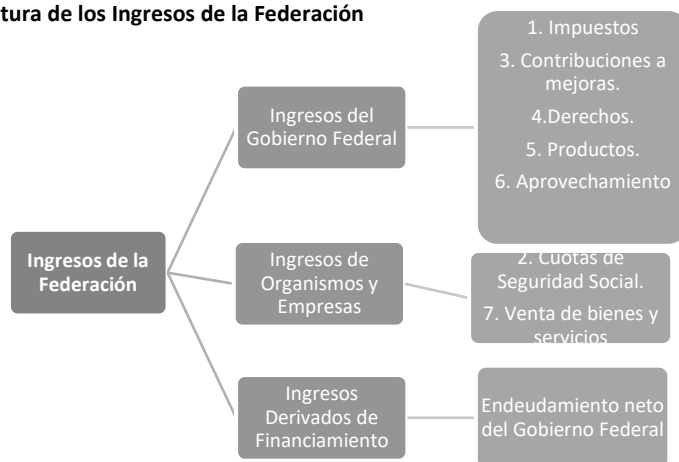 tura de los Ingresos de la Federación
1. Impuestos
3. Contribuciones a
mejoras.
4.Derechos.
5. Productos.
6. Aprovechamiento
Ingresos del
Gobierno Federal
Ingresos de la
Federación
Ingresos de
Organismos y
Empresas
2. Cuotas de
Seguridad Social.
7. Venta de bienes y
servicios
Ingresos
Derivados de
Financiamiento
Endeudamiento neto
del Gobierno Federal